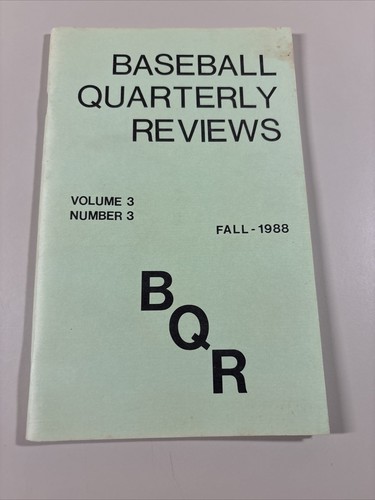 BASEBALL
QUARTERLY
REVIEWS
VOLUME 3
NUMBER 3
FALL - 1988
B
Q
R